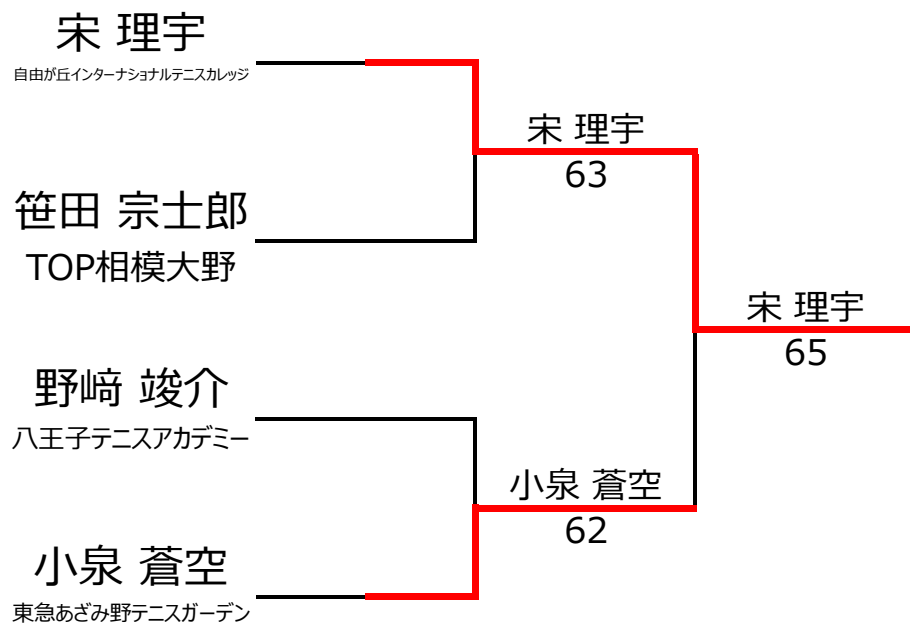 宋 理宇
自由が丘インターナショナルテニスカレッジ
宋 理宇
63
笹田 宗士郎
TOP相模大野
宋 理宇
65
野﨑 竣介
八王子テニスアカデミー
小泉 蒼空
62
小泉 蒼空
東急あざみ野テニスガーデン